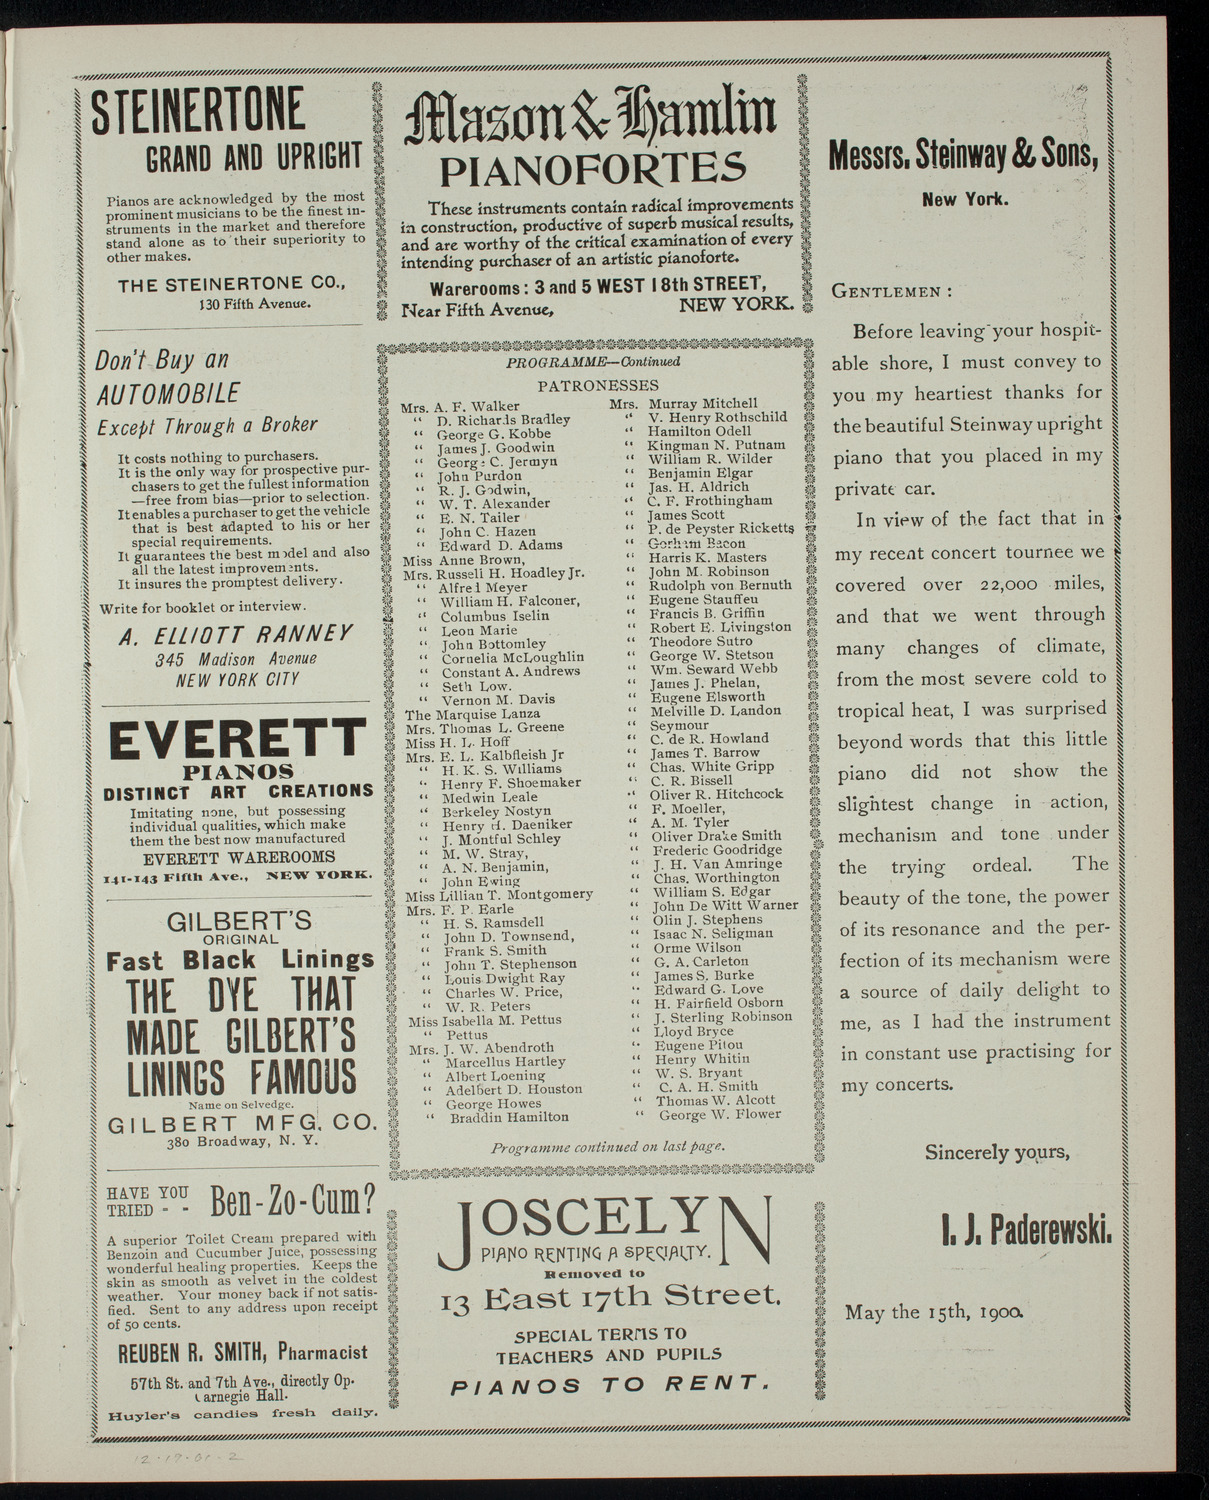 STEINERTONE
GRAND AND UPRIGHT
Pianos are acknowledged by the most
prominent musicians to be the finest in-
struments in the market and therefore
stand alone as to their superiority to
other makes.
THE STEINERTONE CO.,
130 Fifth Avenue.
Don't Buy an
AUTOMOBILE
Except Through a Broker
It costs nothing to purchasers.
It is the only way for prospective pur-
chasers to get the fullest information
—free from bias—prior to selection.
It enables a purchaser to get the vehicle
that is best adapted to his or her
special requirements.
It guarantees the best model and also
all the latest improvements.
It insures the promptest delivery.
Write for booklet or interview.
A. ELLIOTT RANNEY
345 Madison Avenue
NEW YORK CITY
EVERETT
PIANOS
DISTINCT ART CREATIONS
Imitating none, but possessing
individual qualities, which make
them the best now manufactured
EVERETT WAREROOMS
141-143 Fifth Ave., NEW YORK.
GILBERT'S
ORIGINAL
Fast Black Linings
THE DYE THAT
MADE GILBERT'S
LININGS FAMOUS
Name on Selvedge.
GILBERT MFG. CO.
380 Broadway, N. Y.
HAVE YOU
TRIED - - Ben-Zo-Cum?
A superior Toilet Cream prepared with
Benzoin and Cucumber Juice, possessing
wonderful healing properties. Keeps the
skin as smooth as velvet in the coldest
weather. Your money back if not satis-
fied. Sent to any address upon receipt
of 50 cents.
REUBEN R. SMITH, Pharmacist
57th St. and 7th Ave., directly Op.
Carnegie Hall.
Huyler's candies fresh daily.
Mason & Hamlin
PIANOFORTES
These instruments contain radical improvements
in construction, productive of superb musical results,
and are worthy of the critical examination of every
intending purchaser of an artistic pianoforte.
Warerooms: 3 and 5 WEST 18th STREET,
Near Fifth Avenue, NEW YORK.
PROGRAMME—Continued
PATRONESSES
Mrs. A. F. Walker
" D. Richards Bradley
" George G. Kobbe
" James J. Goodwin
" George C. Jermyn
" John Purdon
" R. J. Godwin,
" W. T. Alexander
" E. N. Tailer
" John C. Hazen
" Edward D. Adams
Miss Anne Brown,
Mrs. Russell H. Hoadley Jr.
" Alfred Meyer
" William H. Falconer,
" Columbus Iselin
" Leon Marie
" John Bottomley
" Cornelia McLoughlin
" Constant A. Andrews
" Seth Low.
" Vernon M. Davis
The Marquise Lanza
Mrs. Thomas L. Greene
Miss H. L. Hoff
Mrs. E. L. Kalbfleish Jr
" H. K. S. Williams
" Henry F. Shoemaker
" Medwin Leale
" Berkeley Nostyn
" Henry H. Daeniker
" J. Montful Schley
" M. W. Stray,
" A. N. Benjamin,
" John Ewing
Miss Lillian T. Montgomery
Mrs. F. P. Earle
" H. S. Ramsdell
" John D. Townsend,
" Frank S. Smith
" John T. Stephenson
" Louis Dwight Ray
" Charles W. Price,
" W. R. Peters
Miss Isabella M. Pettus
" Pettus
Mrs. J. W. Abendroth
" Marcellus Hartley
" Albert Loening
" Adelbert D. Houston
" George Howes
" Braddin Hamilton
Mrs. Murray Mitchell
" V. Henry Rothschild
" Hamilton Odell
" Kingman N. Putnam
" William R. Wilder
" Benjamin Elgar
" Jas. H. Aldrich
" C. F. Frothingham
" James Scott
" P. de Peyster Ricketts
" Gorham Bacon
" Harris K. Masters
" John M. Robinson
" Rudolph von Bernuth
" Eugene Stauffeu
" Francis B. Griffin
" Robert E. Livingston
" Theodore Sutro
" George W. Stetson
" Wm. Seward Webb
" James J. Phelan,
" Eugene Elsworth
" Melville D. Landon
" Seymour
" C. de R. Howland
" James T. Barrow
" Chas. White Gripp
" C. R. Bissell
" Oliver R. Hitchcock
" F. Moeller,
" A. M. Tyler
" Oliver Drake Smith
" Frederic Goodridge
" J. H. Van Amringe
" Chas. Worthington
" William S. Edgar
" John De Witt Warner
" Olin J. Stephens
" Isaac N. Seligman
" Orme Wilson
" G. A. Carleton
" James S. Burke
" Edward G. Love
" H. Fairfield Osborn
" J. Sterling Robinson
" Lloyd Bryce
" Eugene Pitou
" Henry Whitin
" W. S. Bryant
" C. A. H. Smith
" Thomas W. Alcott
" George W. Flower
Programme continued on last page.
JOSCELYN
PIANO RENTING A SPECIALTY.
Removed to
13 East 17th Street.
SPECIAL TERMS TO
TEACHERS AND PUPILS
PIANOS TO RENT.
Messrs. Steinway & Sons,
New York.
GENTLEMEN:
Before leaving your hospit-
able shore, I must convey to
you my heartiest thanks for
the beautiful Steinway upright
piano that you placed in my
private car.
In view of the fact that in
my recent concert tournee we
covered over 22,000 miles,
and that we went through
many changes of climate,
from the most severe cold to
tropical heat, I was surprised
beyond words that this little
piano did not show the
slightest change in action,
mechanism and tone under
the trying ordeal. The
beauty of the tone, the power
of its resonance and the per-
fection of its mechanism were
a source of daily delight to
me, as I had the instrument
in constant use practising for
my concerts.
Sincerely yours,
I. J. Paderewski.
May the 15th, 1900.
12.19.01-2